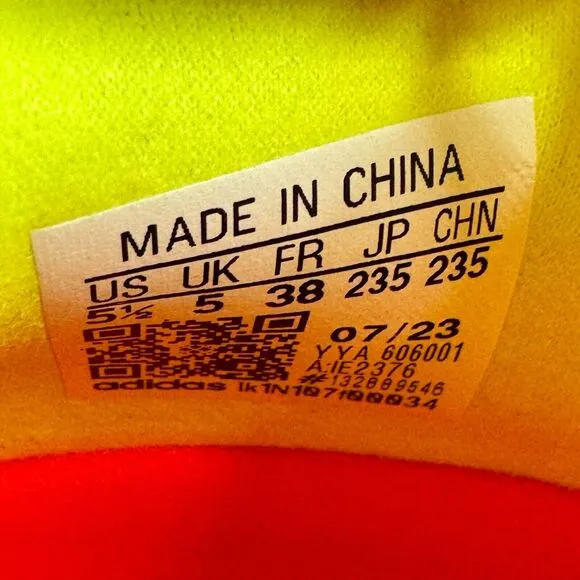 MADE IN CHINA
US UK FR JP CHN
5½ 5 38 235 235
07/23
YYA 606001
A:IE2376
#132889546
adidas lk1N107f00034